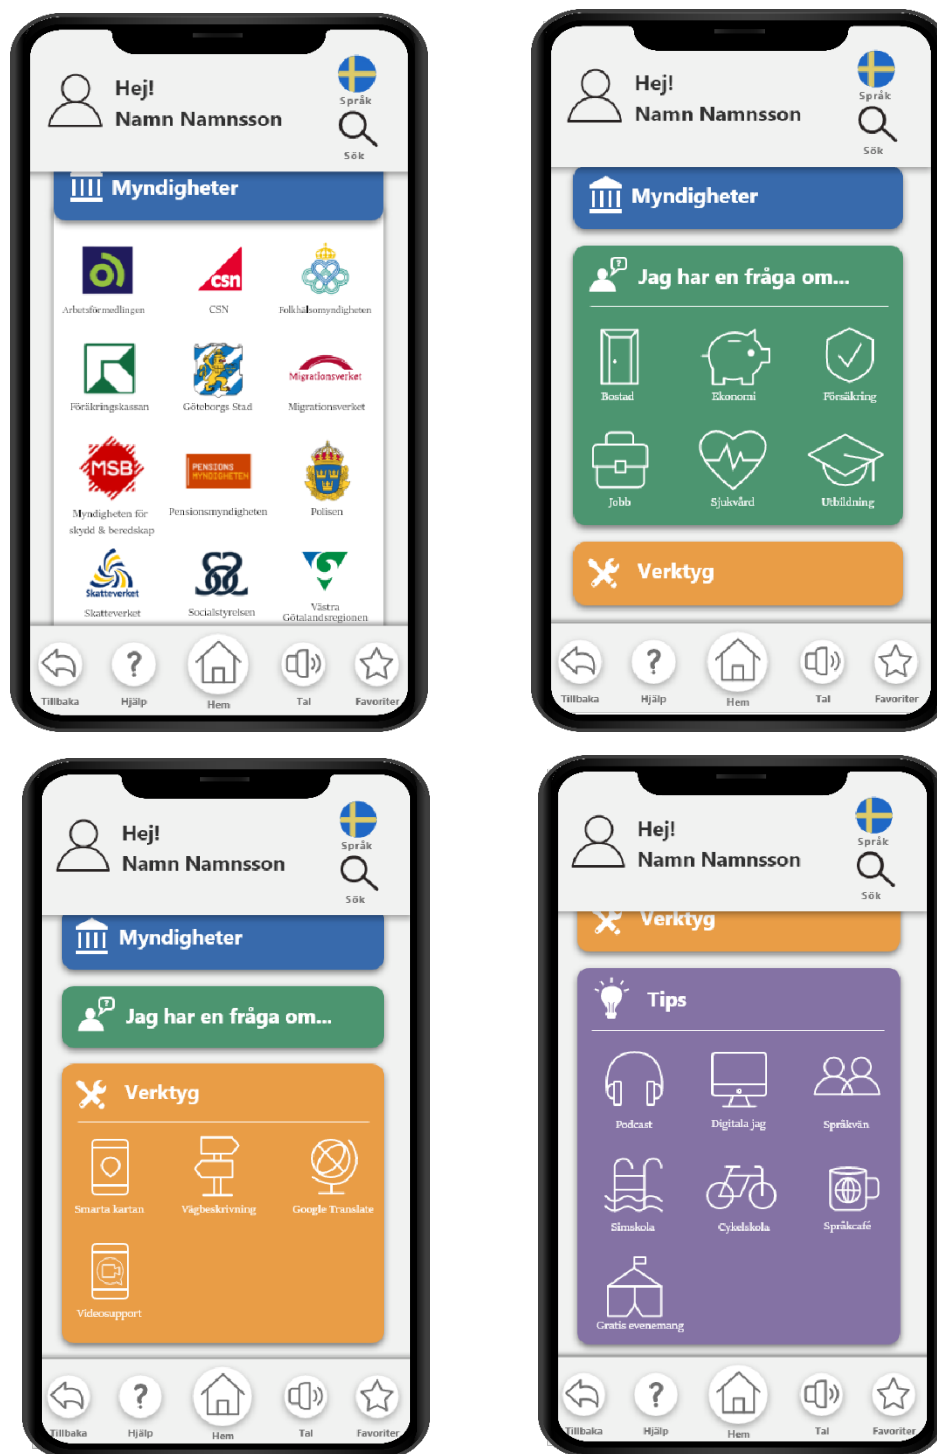 Hej!
Namn Namnsson
Språk
Sök
Myndigheter
csn
Arbetsförmedlingen
CSN
Folkhälsomyndigheten
Migrationsverket
Föräkringskassan
Göteborgs Stad
Migrationsverket
MSB
PENSIONS
MYNDIGHETEN
Myndigheten för
skydd & beredskap
Pensionsmyndigheten
Polisen
Skatteverket
Skatteverket
Socialstyrelsen
Västra
Götalandsregionen
Tillbaka
Hjälp
Hem
Tal
Favoriter
Hej!
Namn Namnsson
Språk
Sök
Myndigheter
Jag har en fråga om...
Bostad
Ekonomi
Försäkring
Jobb
Sjukvård
Utbildning
Verktyg
Tillbaka
Hjälp
Hem
Tal
Favoriter
Hej!
Namn Namnsson
Språk
Sök
Myndigheter
Jag har en fråga om...
Verktyg
Smarta kartan
Vägbeskrivning
Google Translate
Videosupport
Tillbaka
Hjälp
Hem
Tal
Favoriter
Hej!
Namn Namnsson
Språk
Sök
Verktyg
Tips
Podcast
Digitala jag
Språkvän
Simskola
Cykelskola
Språkcafé
Gratis evenemang
Tillbaka
Hjälp
Hem
Tal
Favoriter